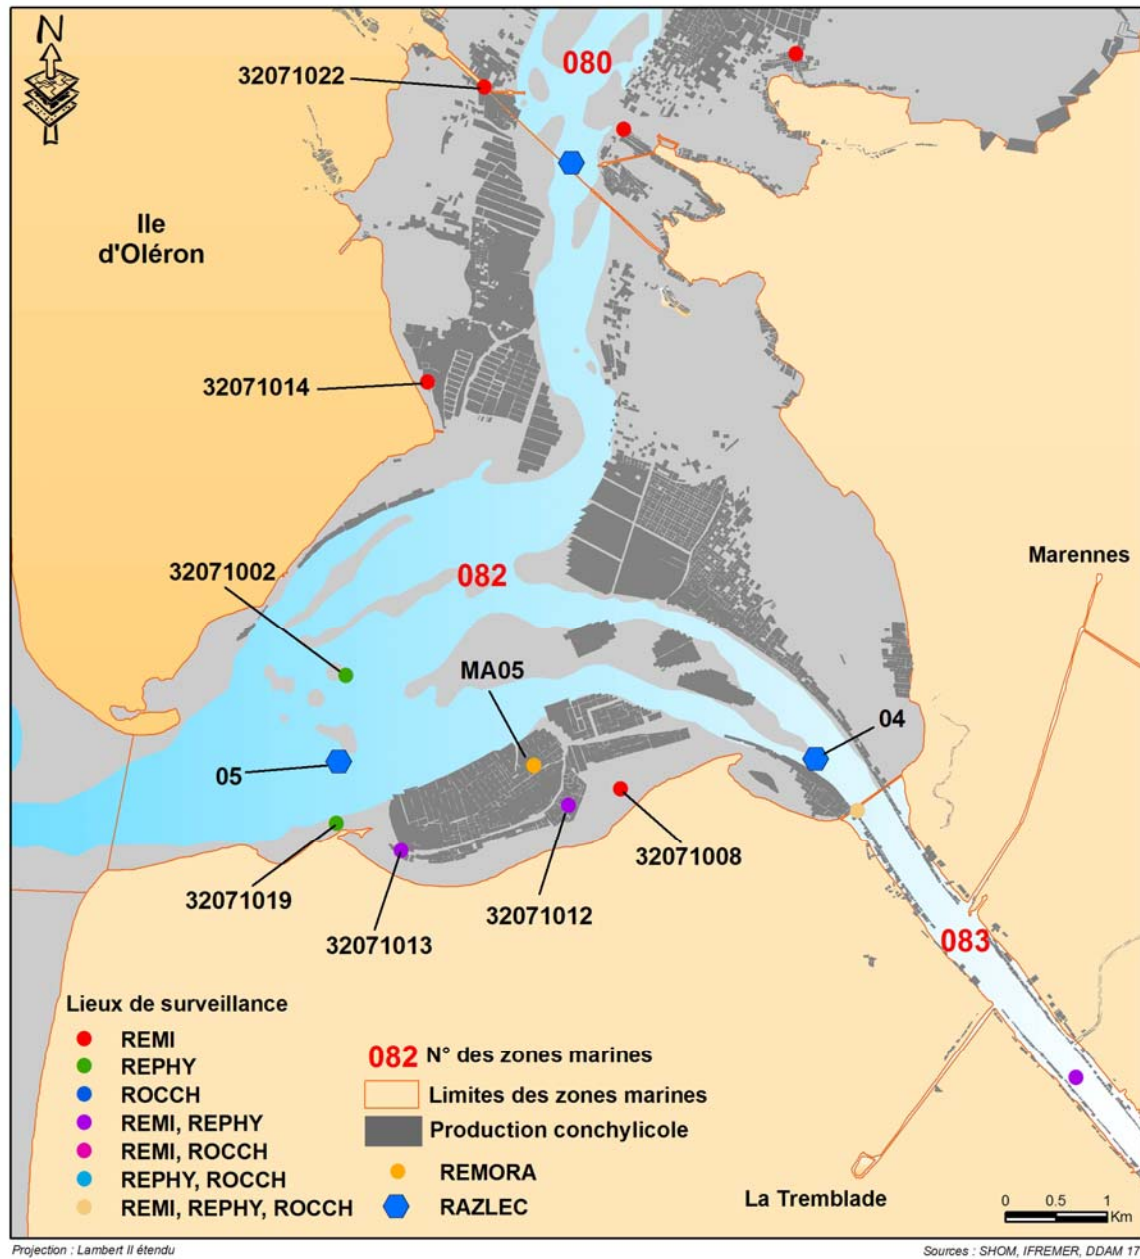 N
080
32071022
Ile
d'Oléron
32071014
Marennes
32071002
082
MA05
04
05
32071008
32071019
32071012
32071013
083
Lieux de surveillance
REMI
REPHY
ROCCH
REMI, REPHY
REMI, ROCCH
REPHY, ROCCH
REMI, REPHY, ROCCH
082 N° des zones marines
Limites des zones marines
Production conchylicole
REMORA
RAZLEC
La Tremblade
0 0.5 1
Km
Projection : Lambert II étendu
Sources : SHOM, IFREMER, DDAM 17